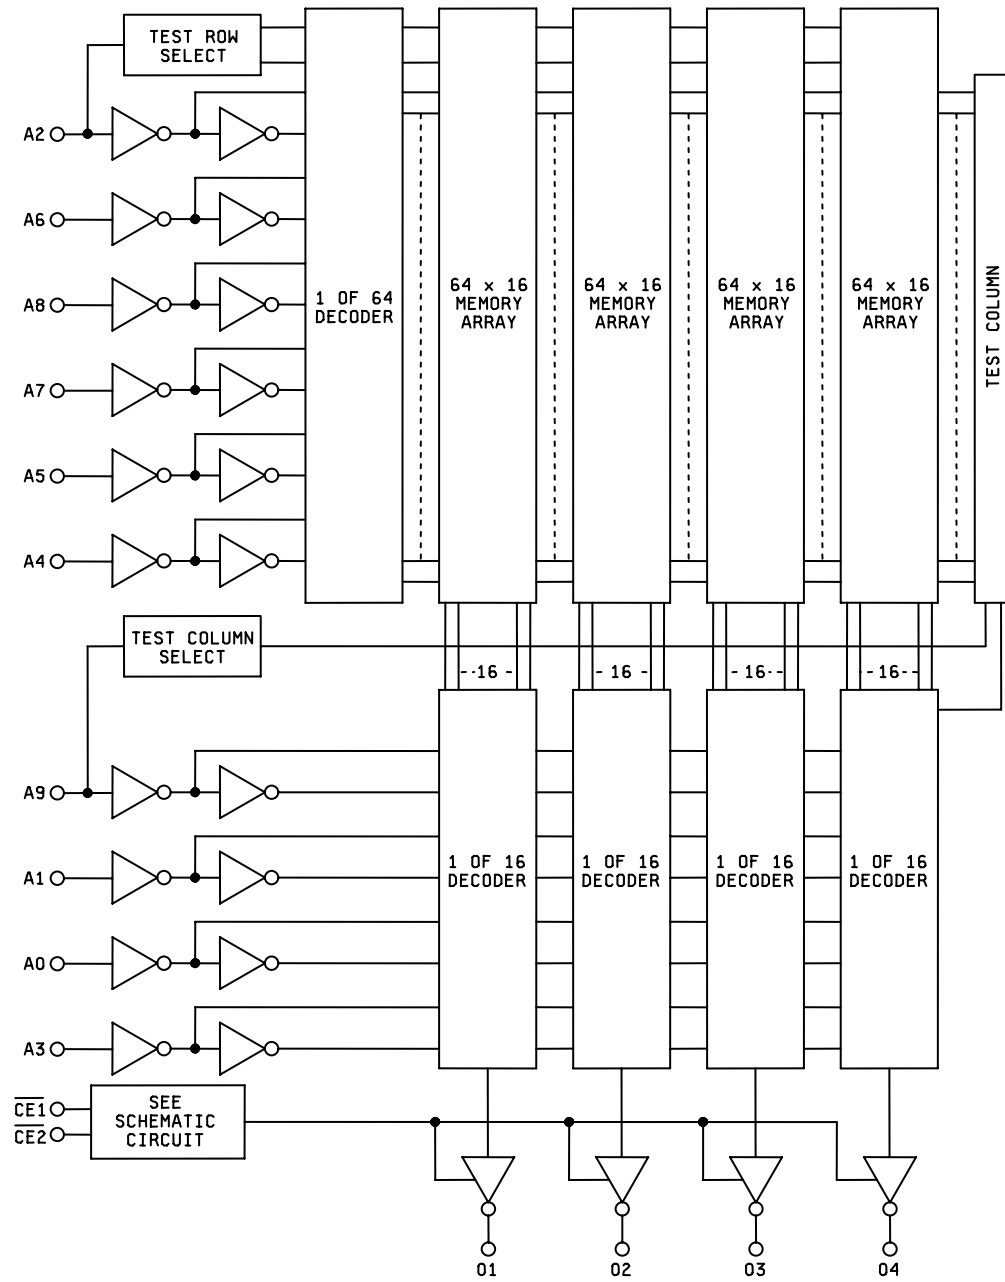 TEST ROW
SELECT
A2
A6
A8
A7
A5
A4
1 OF 64
DECODER
64 x 16
MEMORY
ARRAY
64 x 16
MEMORY
ARRAY
64 x 16
MEMORY
ARRAY
64 x 16
MEMORY
ARRAY
TEST COLUMN
TEST COLUMN
SELECT
16
16
16
16
A9
A1
A0
A3
1 OF 16
DECODER
1 OF 16
DECODER
1 OF 16
DECODER
1 OF 16
DECODER
CE1
CE2
SEE
SCHEMATIC
CIRCUIT
O1
O2
O3
O4